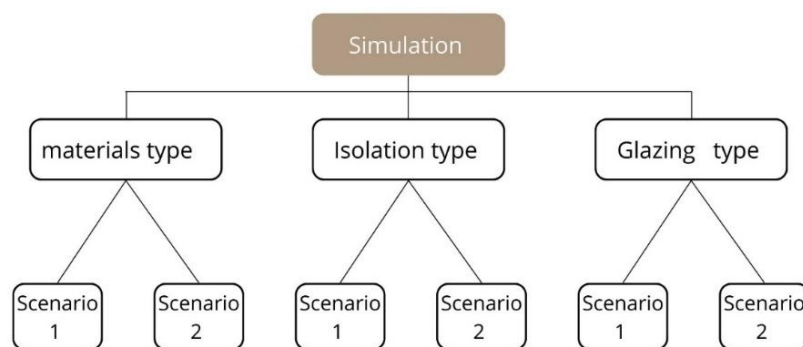 Simulation
materials type
Isolation type
Glazing type
Scenario
1
Scenario
2
Scenario
1
Scenario
2
Scenario
1
Scenario
2